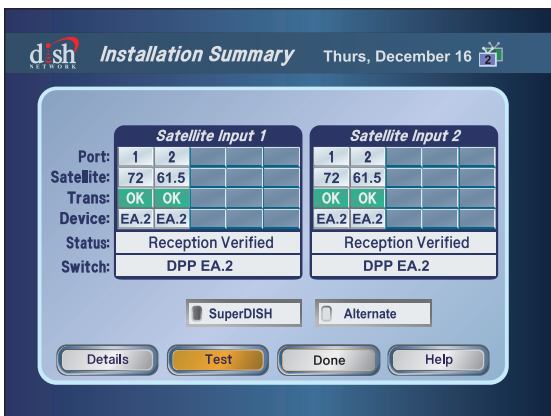 dish NETWORK Installation Summary Thurs, December 16 2
Satellite Input 1 Satellite Input 2
Port: 1 2 1 2
Satellite: 72 61.5 72 61.5
Trans: OK OK OK OK
Device: EA.2 EA.2 EA.2 EA.2
Status: Reception Verified Reception Verified
Switch: DPP EA.2 DPP EA.2
SuperDISH Alternate
Details Test Done Help